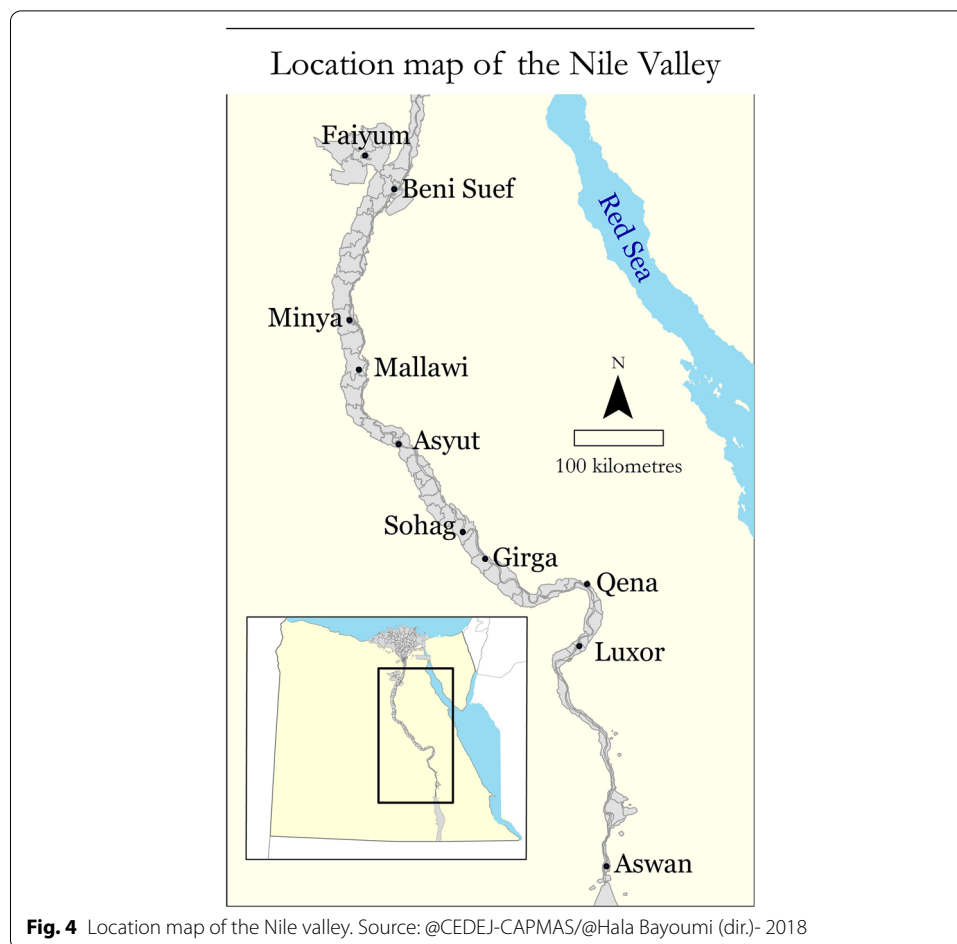 Location map of the Nile Valley
Faiyum
Beni Suef
Red Sea
Minya
Mallawi
N
100 kilometres
Asyut
Sohag
Girga
Qena
Luxor
Aswan
Fig. 4 Location map of the Nile valley. Source: @CEDEJ-CAPMAS/@Hala Bayoumi (dir.)- 2018